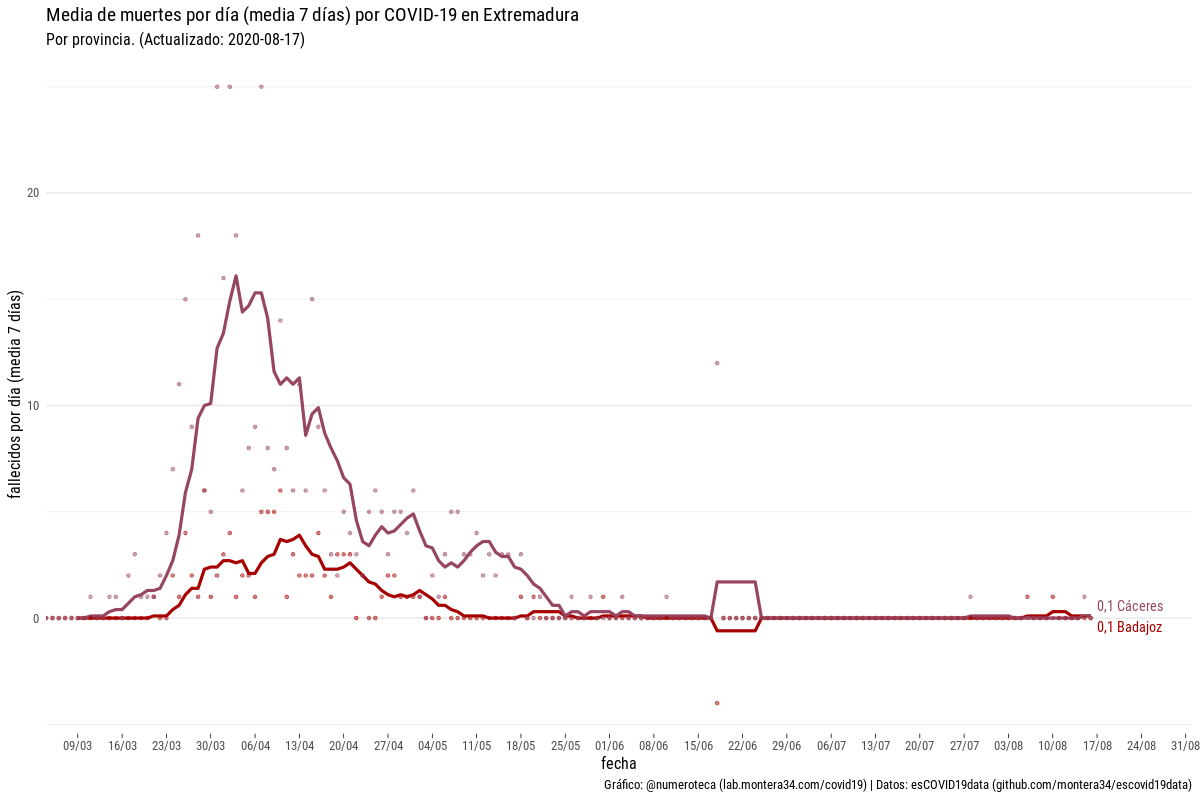 Media de muertes por día (media 7 días) por COVID-19 en Extremadura
Por provincia. (Actualizado: 2020-08-17)
fallecidos por día (media 7 días)
20
10
0
0,1 Cáceres
0,1 Badajoz
09/03 16/03 23/03 30/03 06/04 13/04 20/04 27/04 04/05 11/05 18/05 25/05 01/06 08/06 15/06 22/06 29/06 06/07 13/07 20/07 27/07 03/08 10/08 17/08 24/08 31/08
fecha
Gráfico: @numeroteca (lab.montera34.com/covid19) | Datos: esCOVID19data (github.com/montera34/escovid19data)